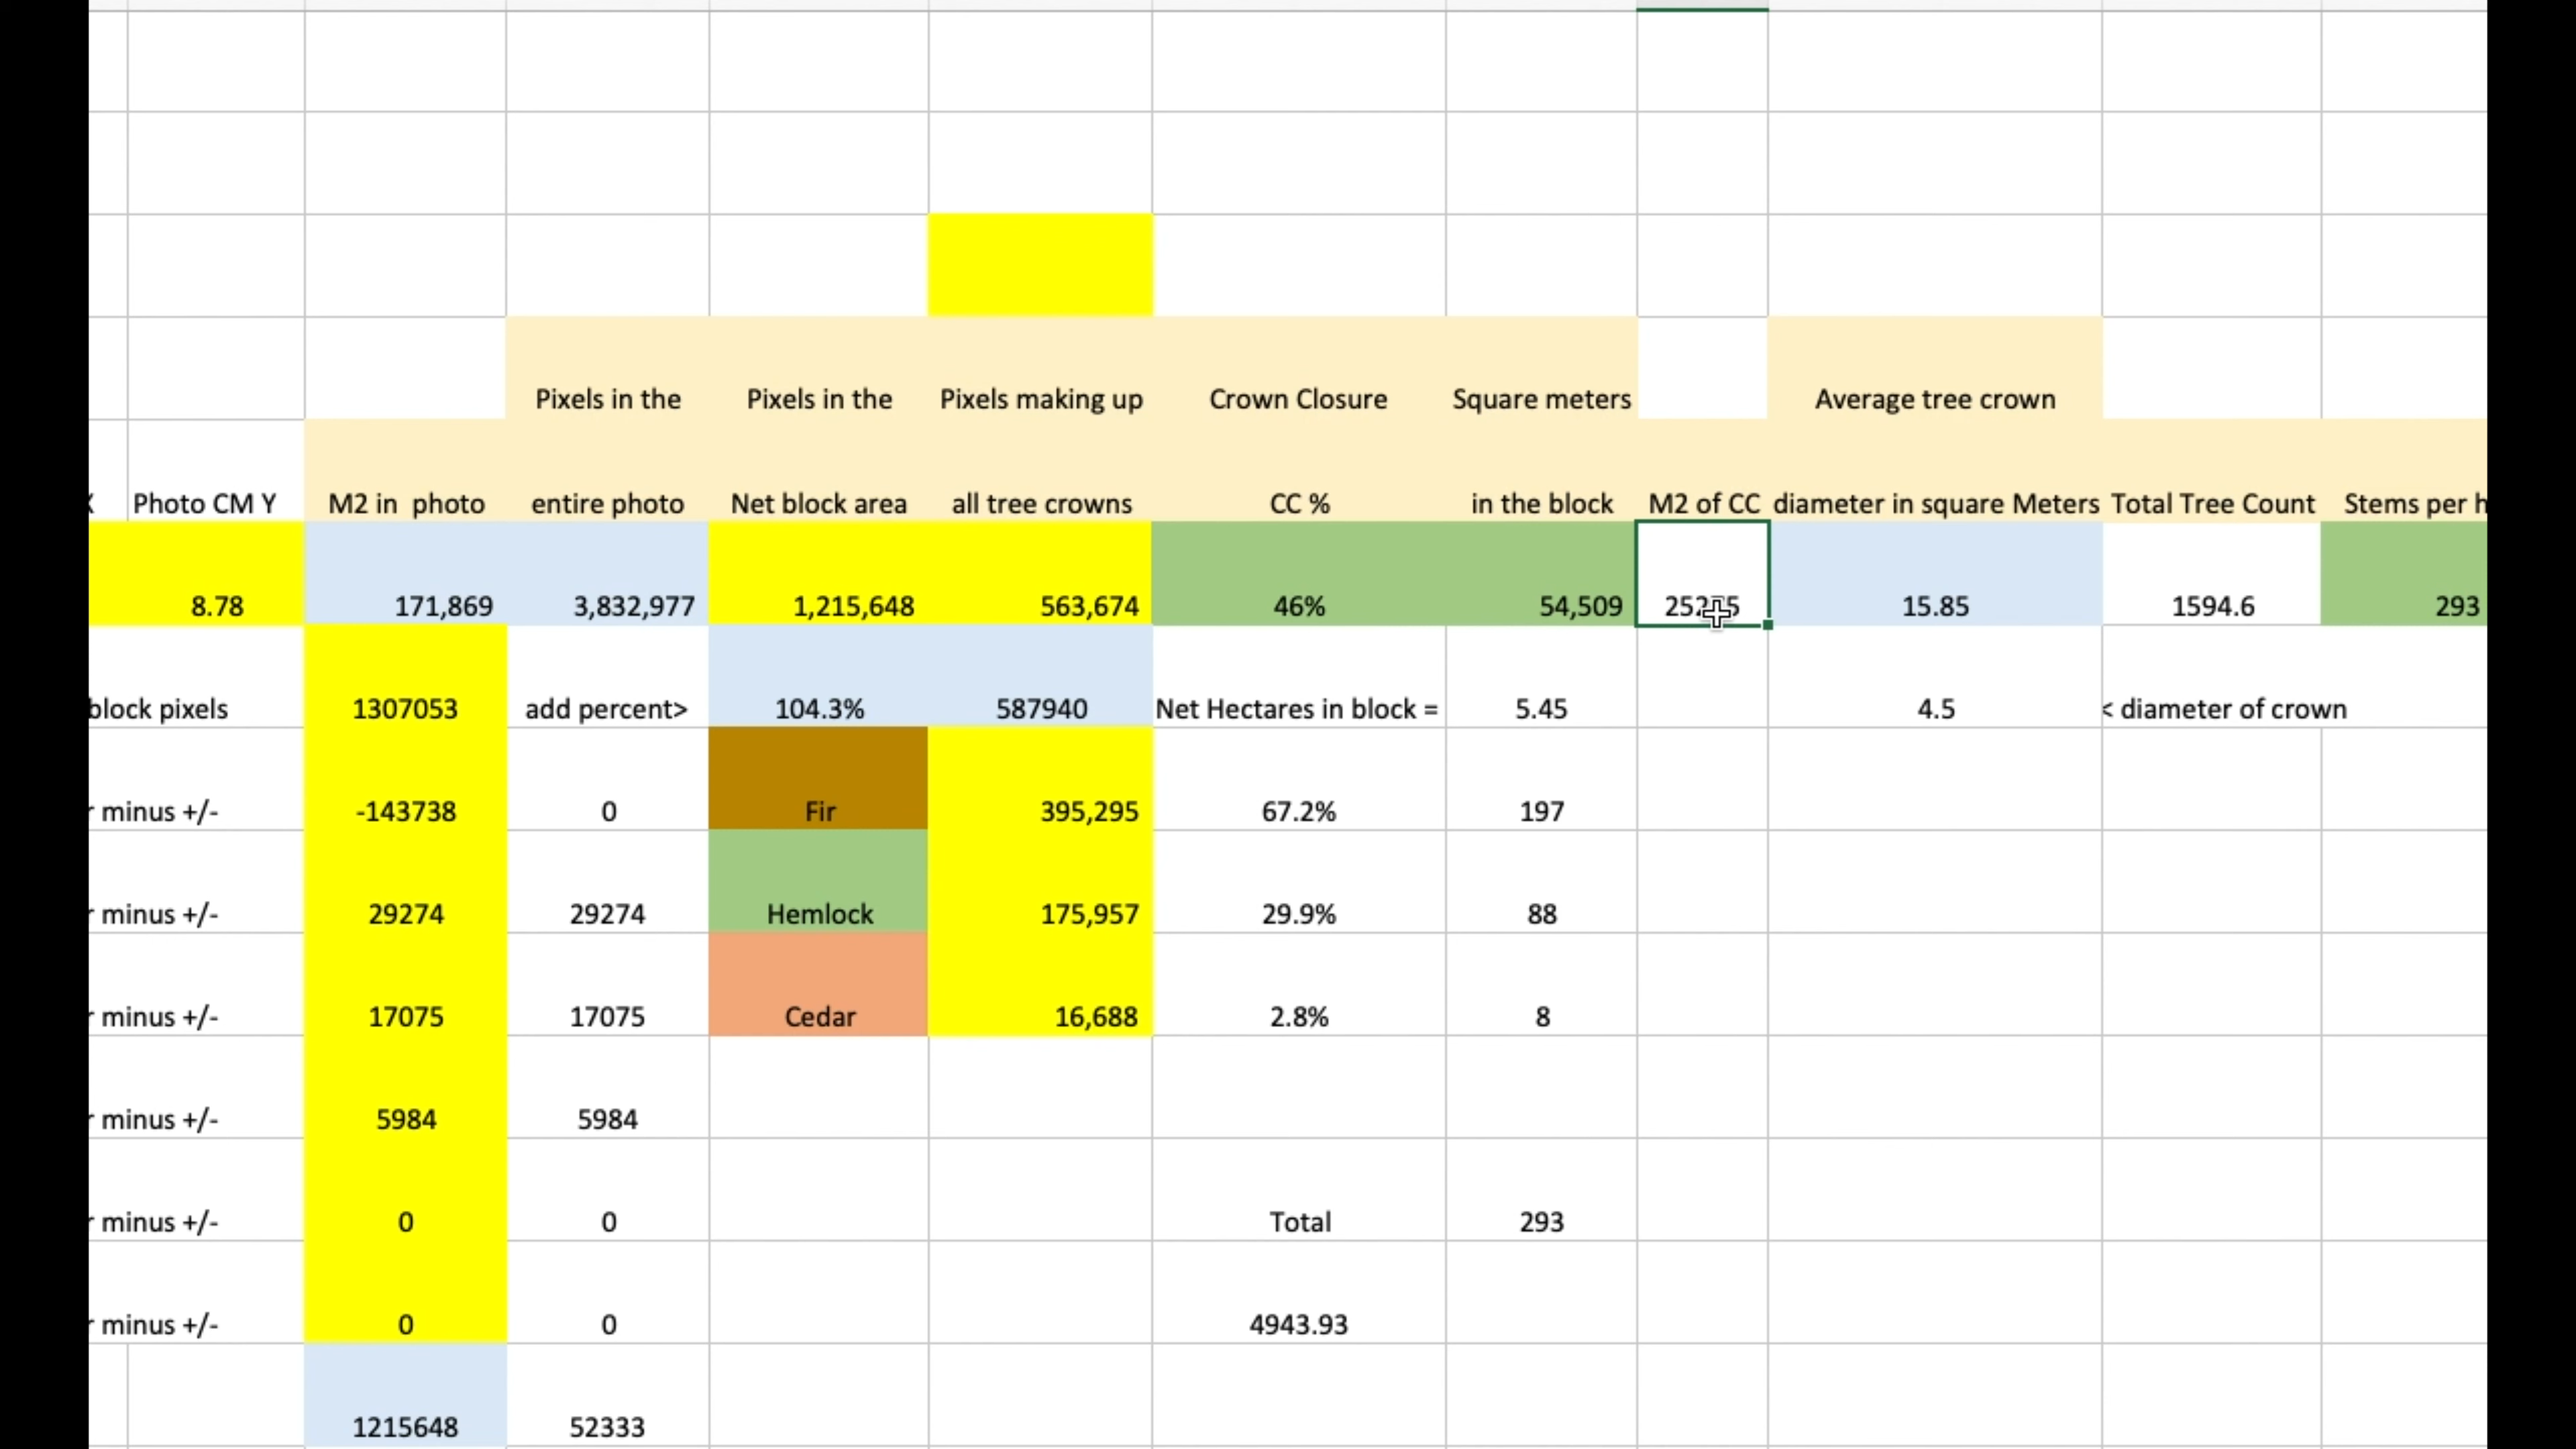 Pixels in the Pixels in the Pixels making up Crown Closure Square meters Average tree crown
Photo CM Y M2 in photo entire photo Net block area all tree crowns CC % in the block M2 of CC diameter in square Meters Total Tree Count Stems per
8.78 171,869 3,832,977 1,215,648 563,674 46% 54,509 15.85 1594.6 293
block pixels 1307053 add percent> 104.3% 587940 Net Hectares in block = 5.45 4.5 < diameter of crown
minus +/- -143738 0 Fir 395,295 67.2% 197
minus +/- 29274 29274 Hemlock 175,957 29.9% 88
minus +/- 17075 17075 Cedar 16,688 2.8% 8
minus +/- 5984 5984
minus +/- 0 0 Total 293
minus +/- 0 0 4943.93
1215648 52333